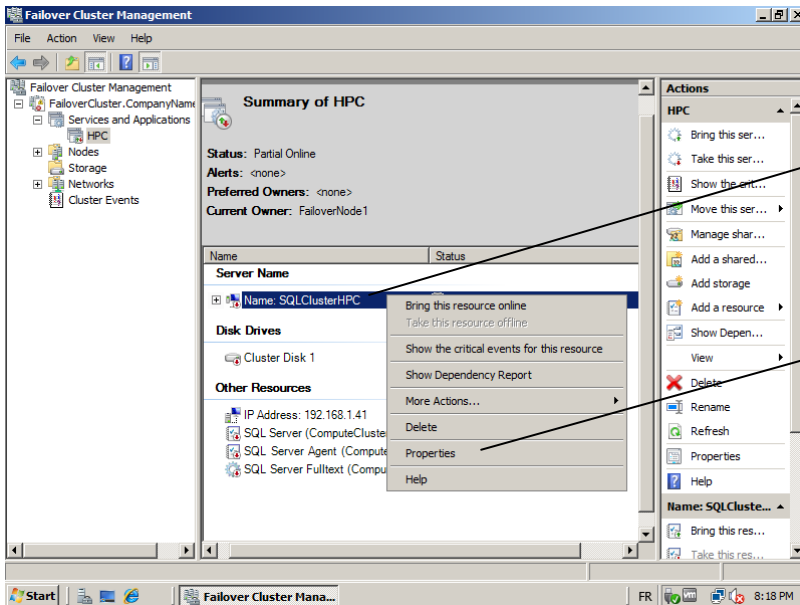 Failover Cluster Management
File Action View Help
Failover Cluster Management
FailoverCluster.CompanyName
Services and Applications
HPC
Nodes
Storage
Networks
Cluster Events
Summary of HPC
Status: Partial Online
Alerts: <none>
Preferred Owners: <none>
Current Owner: FailoverNode1
Name Status
Server Name
Name: SQLClusterHPC
Disk Drives
Cluster Disk 1
Other Resources
IP Address: 192.168.1.41
SQL Server (ComputeCluste
SQL Server Agent (Compute
SQL Server Fulltext (Compu
Bring this resource online
Take this resource offline
Show the critical events for this resource
Show Dependency Report
More Actions...
Delete
Properties
Help
Actions
HPC
Bring this ser...
Take this ser...
Show the crit...
Move this ser...
Manage shar...
Add a shared...
Add storage
Add a resource
Show Depen...
View
Delete
Rename
Refresh
Properties
Help
Name: SQLCluste...
Bring this res...
Take this res...
Start
Failover Cluster Mana...
FR
8:18 PM